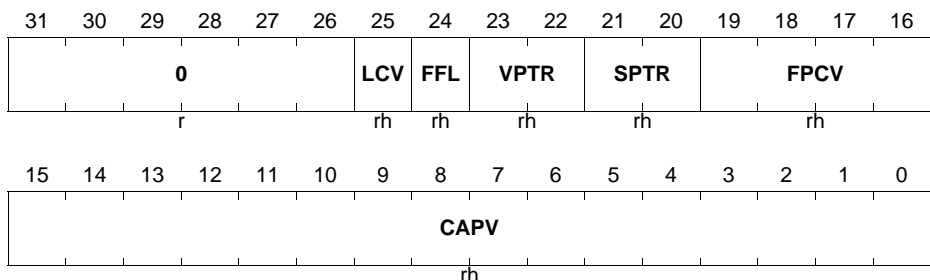 31 30 29 28 27 26 25 24 23 22 21 20 19 18 17 16
0 LCV FFL VPTR SPTR FPCV
r rh rh rh rh rh
15 14 13 12 11 10 9 8 7 6 5 4 3 2 1 0
CAPV
rh